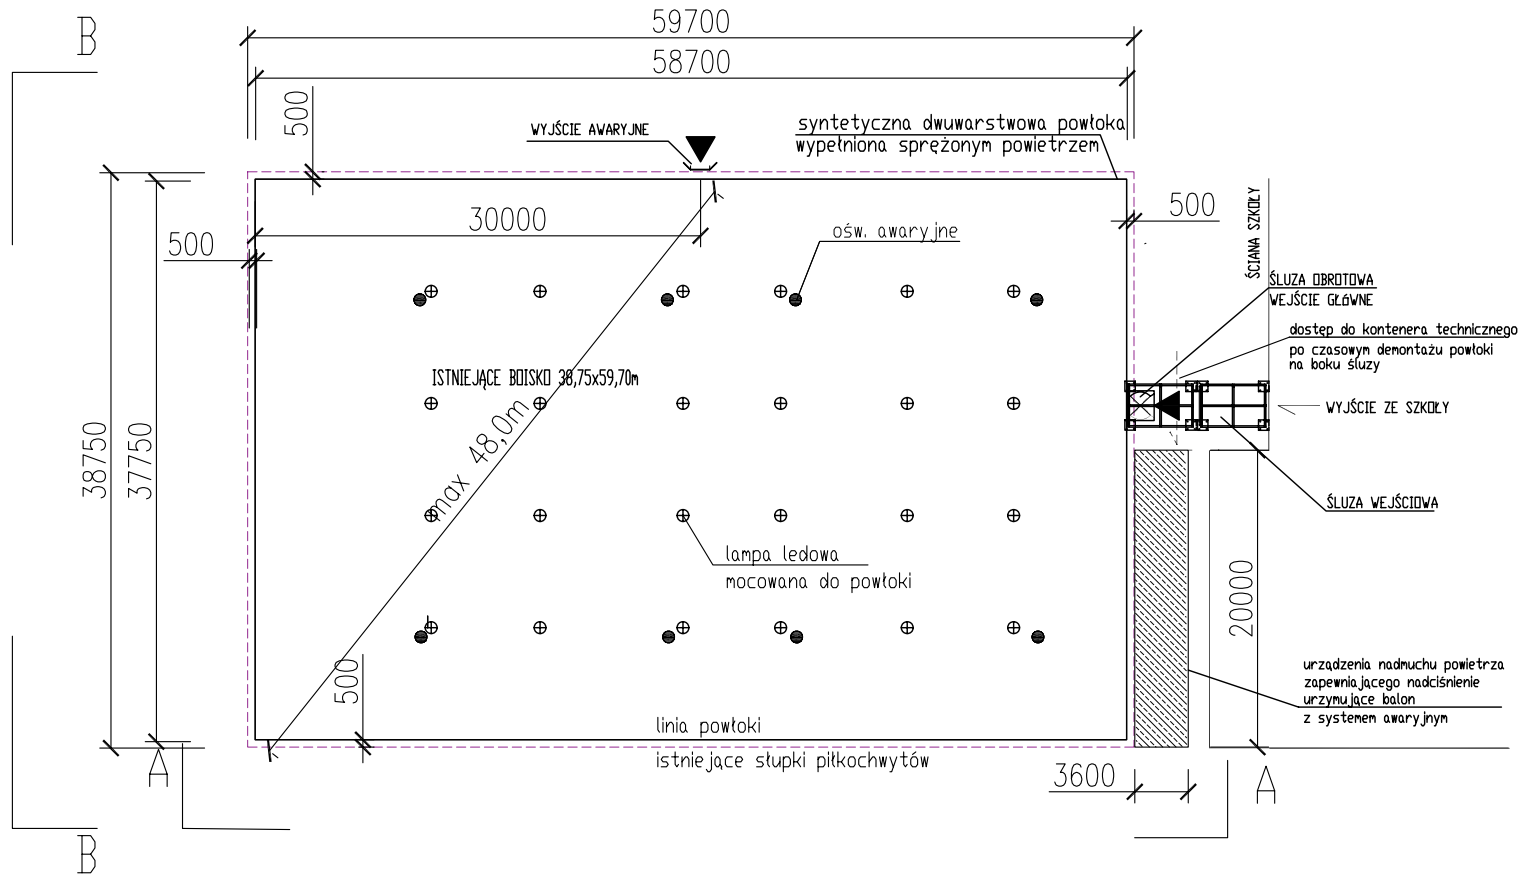 B
59700
58700
500
WYJŚCIE AWARYJNE
syntetyczna dwuwarstwowa powłoka
wypełniona sprężonym powietrzem
30000
500
500
ośw. awaryjne
ŚCIANA SZKOŁY
ŚLUZA OBROTOWA
WEJŚCIE GŁÓWNE
dostęp do kontenera technicznego
po czasowym demontażu powłoki
na boku śluzy
ISTNIEJĄCE BOISKO 38,75x59,70m
WYJŚCIE ZE SZKOŁY
max 48,0m
38750
37750
ŚLUZA WEJŚCIOWA
lampa ledowa
mocowana do powłoki
20000
500
urządzenia nadmuchu powietrza
zapewniającego nadciśnienie
urzymujące balon
z systemem awaryjnym
linia powłoki
istniejące słupki piłkochwytów
A
3600
A
B